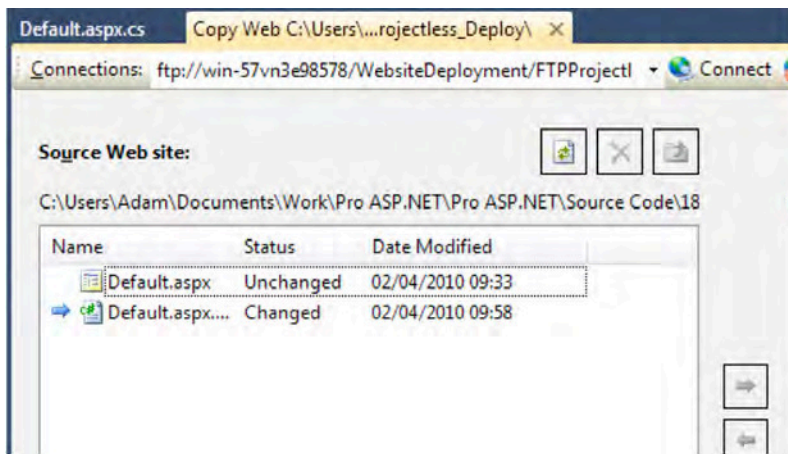 Default.aspx.cs Copy Web C:\Users\...rojectless_Deploy\
Connections: ftp://win-57vn3e98578/WebsiteDeployment/FTPProjectl Connect
Source Web site:
C:\Users\Adam\Documents\Work\Pro ASP.NET\Pro ASP.NET\Source Code\18
Name Status Date Modified
Default.aspx Unchanged 02/04/2010 09:33
Default.aspx.... Changed 02/04/2010 09:58